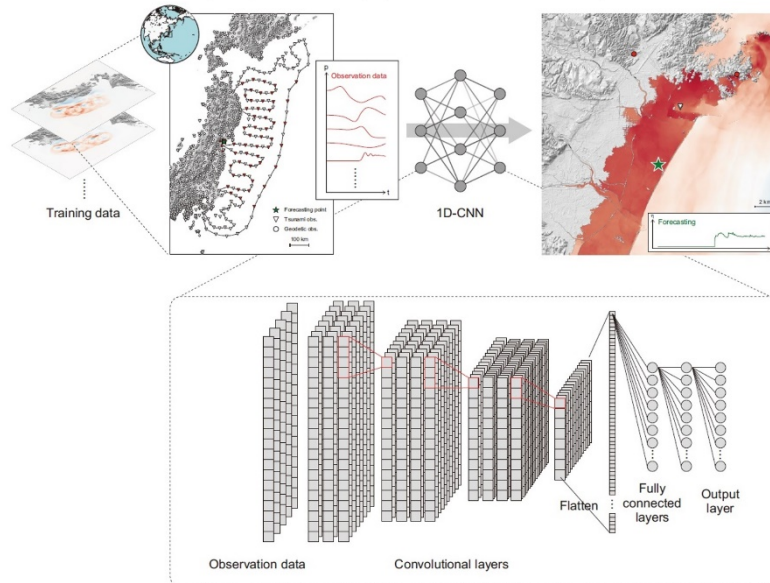 P
Observation data
t
Training data
Forecasting point
Tsunami obs.
Geodetic obs.
100 km
1D-CNN
2 km
η
Forecasting
t
Observation data
Convolutional layers
Flatten
Fully
connected
layers
Output
layer